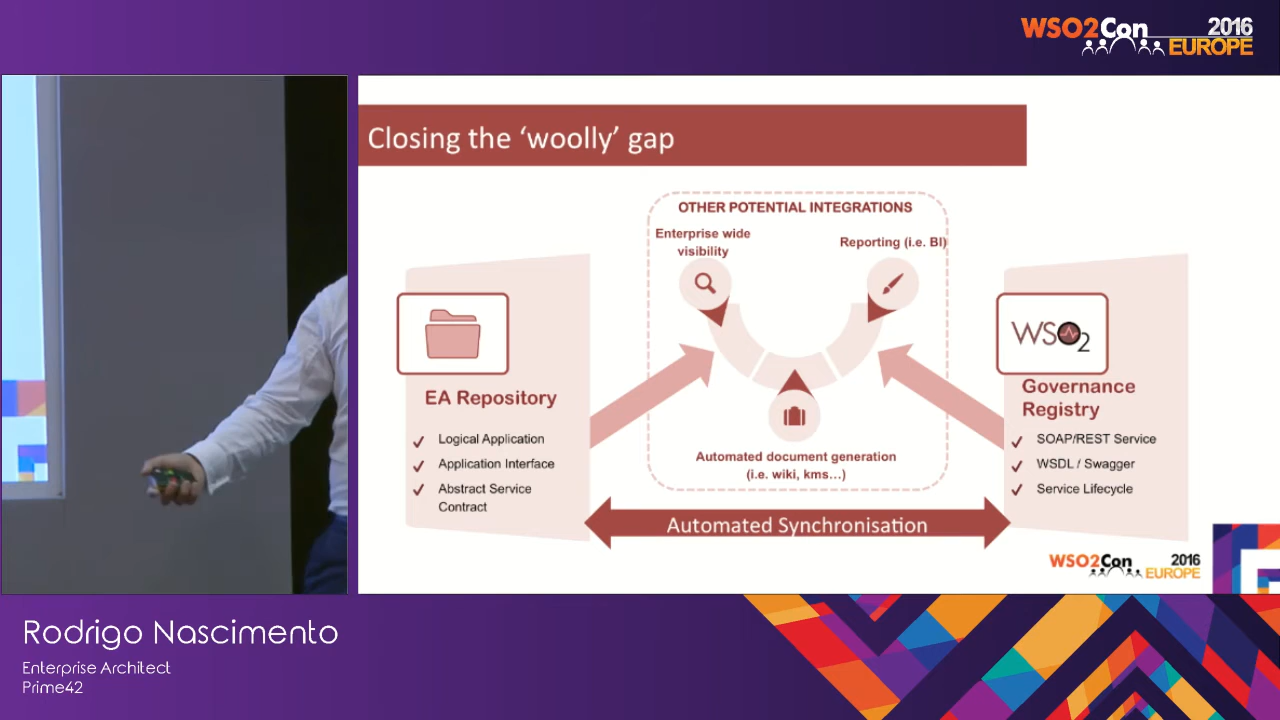 WSO2Con 2016
EUROPE
Closing the ‘woolly’ gap
OTHER POTENTIAL INTEGRATIONS
Enterprise wide
visibility
Reporting (i.e. BI)
Automated document generation
(i.e. wiki, kms...)
EA Repository
✓ Logical Application
✓ Application Interface
✓ Abstract Service
Contract
WSO2
Governance
Registry
✓ SOAP/REST Service
✓ WSDL / Swagger
✓ Service Lifecycle
Automated Synchronisation
WSO2Con 2016
EUROPE
Rodrigo Nascimento
Enterprise Architect
Prime42